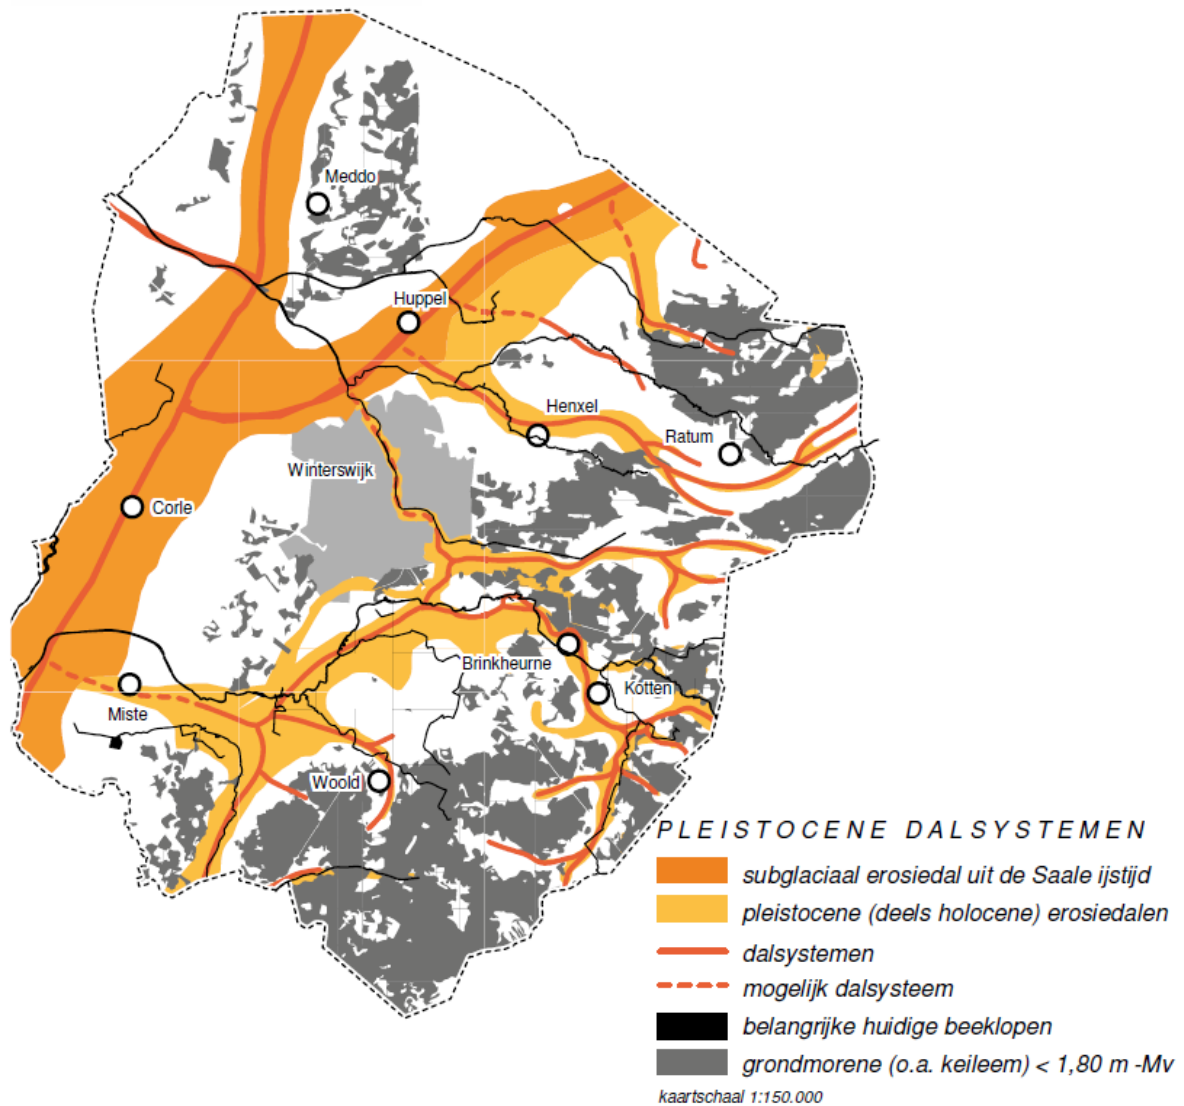 Meddo
Huppel
Henxel
Ratum
Winterswijk
Corle
Brinkheurne
Kotten
Miste
Woold
PLEISTOCENE DALSYSTEMEN
subglaciaal erosiedal uit de Saale ijstijd
pleistocene (deels holocene) erosiedalen
dalsystemen
mogelijk dalsysteem
belangrijke huidige beeklopen
grondmorene (o.a. keileem) < 1,80 m -Mv
kaartschaal 1:150.000